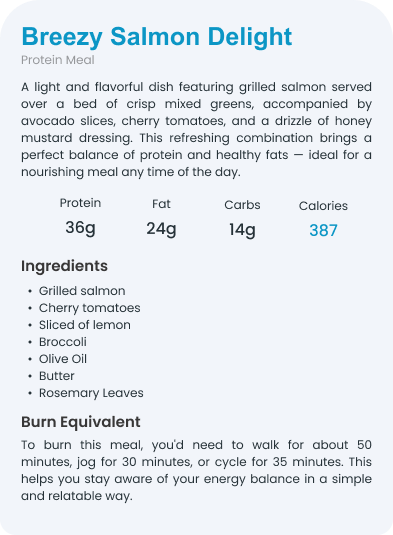 Breezy Salmon Delight
Protein Meal
A light and flavorful dish featuring grilled salmon served
over a bed of crisp mixed greens, accompanied by
avocado slices, cherry tomatoes, and a drizzle of honey
mustard dressing. This refreshing combination brings a
perfect balance of protein and healthy fats — ideal for a
nourishing meal any time of the day.
Protein Fat Carbs Calories
36g 24g 14g 387
Ingredients
• Grilled salmon
• Cherry tomatoes
• Sliced of lemon
• Broccoli
• Olive Oil
• Butter
• Rosemary Leaves
Burn Equivalent
To burn this meal, you'd need to walk for about 50
minutes, jog for 30 minutes, or cycle for 35 minutes. This
helps you stay aware of your energy balance in a simple
and relatable way.